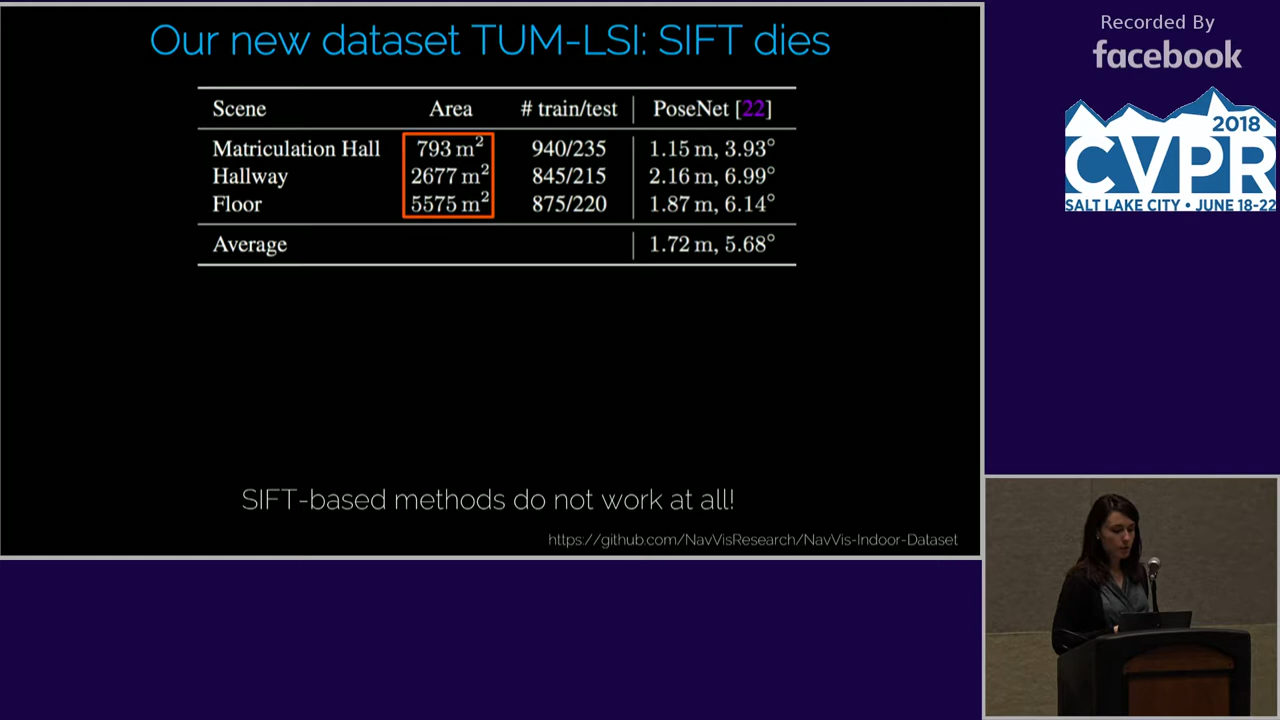 Our new dataset TUM-LSI: SIFT dies
Scene Area # train/test PoseNet [22]
Matriculation Hall 793 m² 940/235 1.15 m, 3.93°
Hallway 2677 m² 845/215 2.16 m, 6.99°
Floor 5575 m² 875/220 1.87 m, 6.14°
Average 1.72 m, 5.68°
SIFT-based methods do not work at all!
https://github.com/NavVisResearch/NavVis-Indoor-Dataset
Recorded By
facebook
2018
CVPR
SALT LAKE CITY • JUNE 18-22